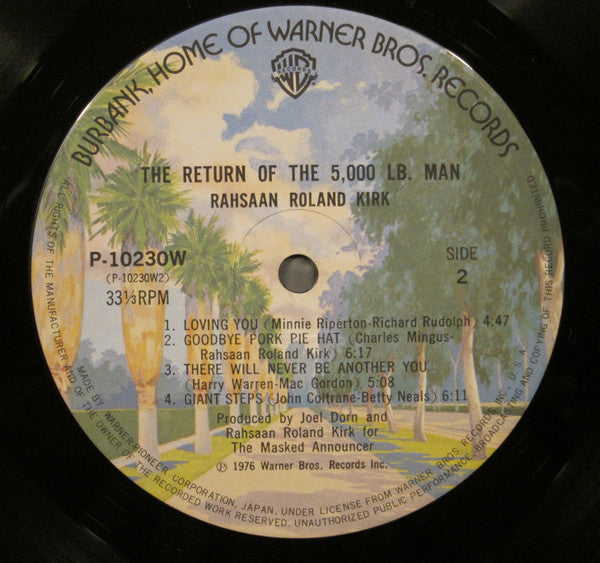 BURBANK, HOME OF WARNER BROS. RECORDS
WB
RECORDS
THE RETURN OF THE 5,000 LB. MAN
RAHSAAN ROLAND KIRK
P-10230W
(P-10230W2)
33⅓RPM
SIDE
2
1. LOVING YOU (Minnie Riperton-Richard Rudolph) 4:47
2. GOODBYE PORK PIE HAT (Charles Mingus-
Rahsaan Roland Kirk) 6:17
3. THERE WILL NEVER BE ANOTHER YOU
(Harry Warren-Mac Gordon) 5:08
4. GIANT STEPS (John Coltrane-Betty Neals) 6:11
Produced by Joel Dorn and
Rahsaan Roland Kirk for
The Masked Announcer
℗ 1976 Warner Bros. Records Inc.
MADE BY WARNER-PIONEER CORPORATION, JAPAN. UNDER LICENSE FROM WARNER BROS RECORDS INC., U.S.A.
ALL RIGHTS OF THE MANUFACTURER AND OF THE OWNER OF THE RECORDED WORK RESERVED. UNAUTHORIZED PUBLIC PERFORMANCE, BROADCASTING AND COPYING OF THIS RECORD PROHIBITED